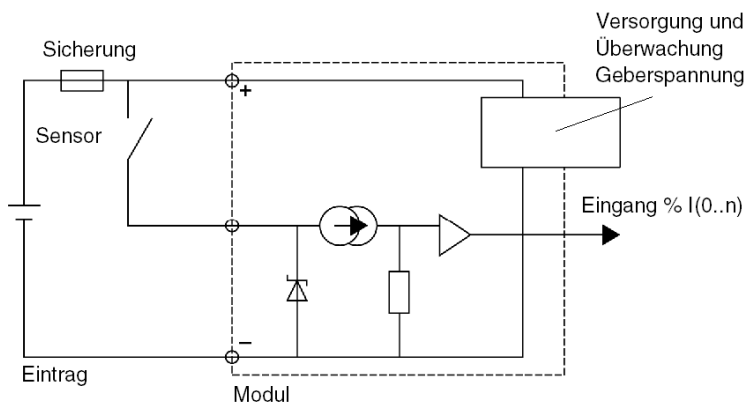 Versorgung und
Überwachung
Geberspannung
Sicherung
+
Sensor
Eingang % I(0..n)
–
Eintrag
Modul